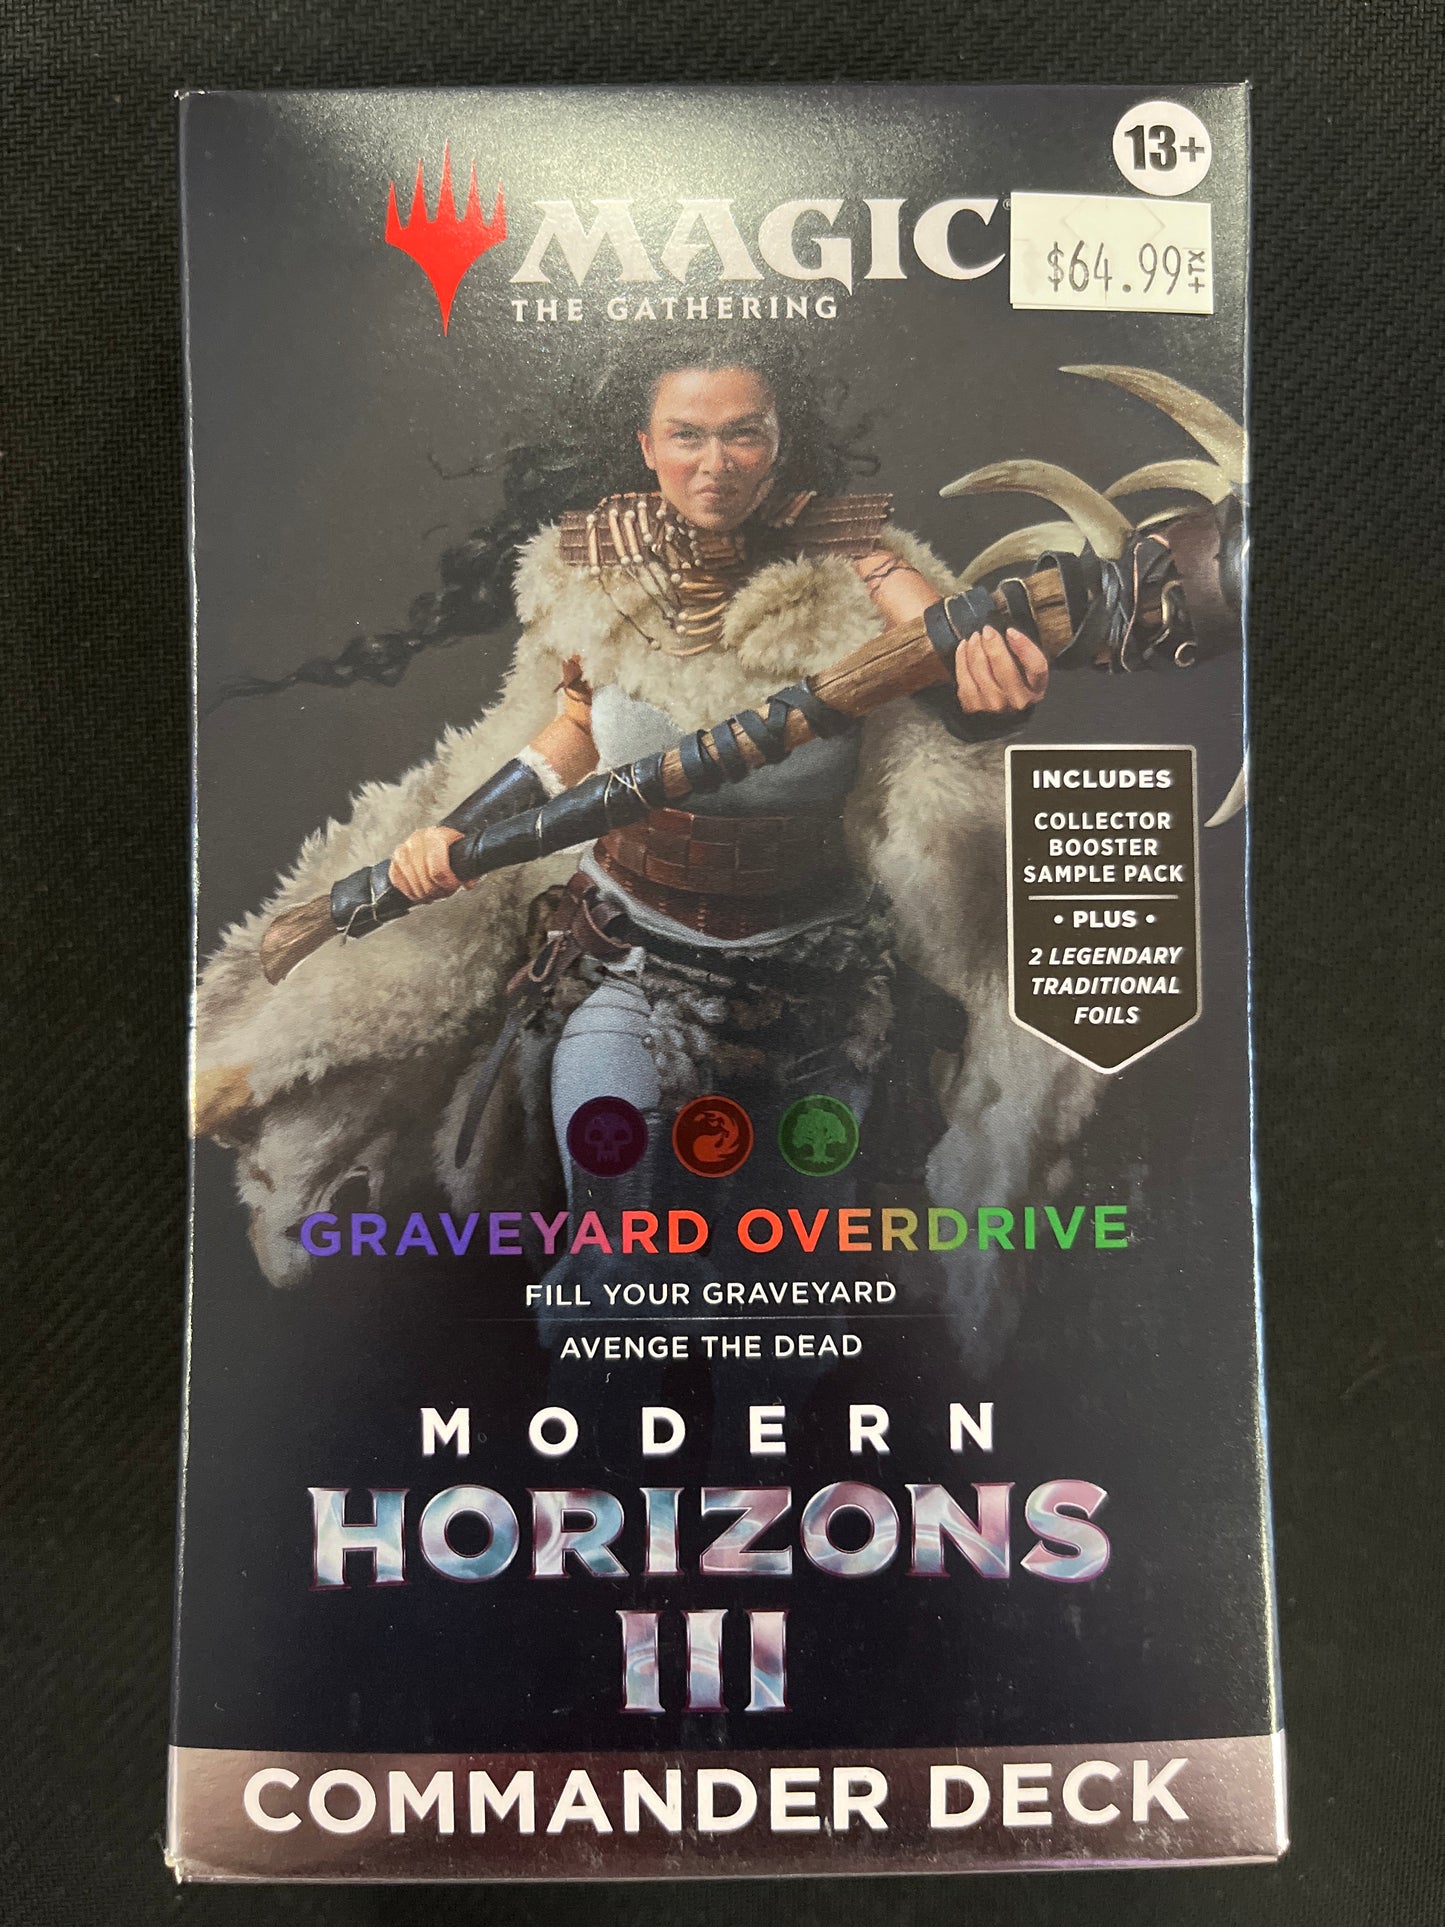 13+
MAGIC
THE GATHERING
$64.99 +TX
INCLUDES
COLLECTOR
BOOSTER
SAMPLE PACK
• PLUS •
2 LEGENDARY
TRADITIONAL
FOILS
GRAVEYARD OVERDRIVE
FILL YOUR GRAVEYARD
AVENGE THE DEAD
MODERN
HORIZONS
III
COMMANDER DECK